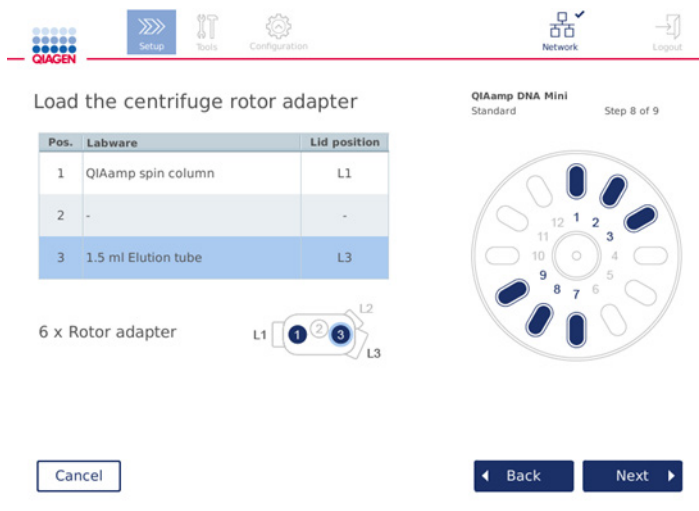 QIAGEN
Setup
Tools
Configuration
Network
Logout
Load the centrifuge rotor adapter
QIAamp DNA Mini
Standard Step 8 of 9
Pos. Labware Lid position
1 QIAamp spin column L1
2 - -
3 1.5 ml Elution tube L3
6 x Rotor adapter
L1 1 2 3 L2 L3
12 1 2
11 3
10 4
9 5
8 7 6
Cancel
Back
Next